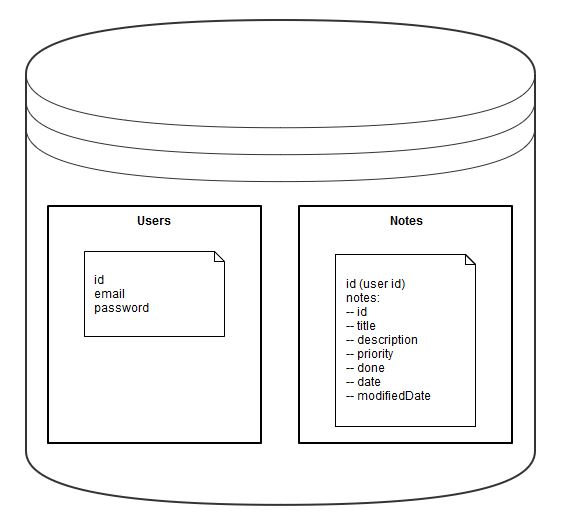 Users
id
email
password
Notes
id (user id)
notes:
-- id
-- title
-- description
-- priority
-- done
-- date
-- modifiedDate